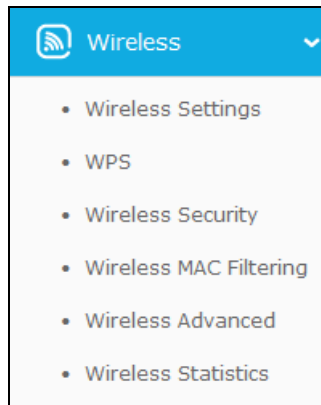 Wireless
Wireless Settings
WPS
Wireless Security
Wireless MAC Filtering
Wireless Advanced
Wireless Statistics